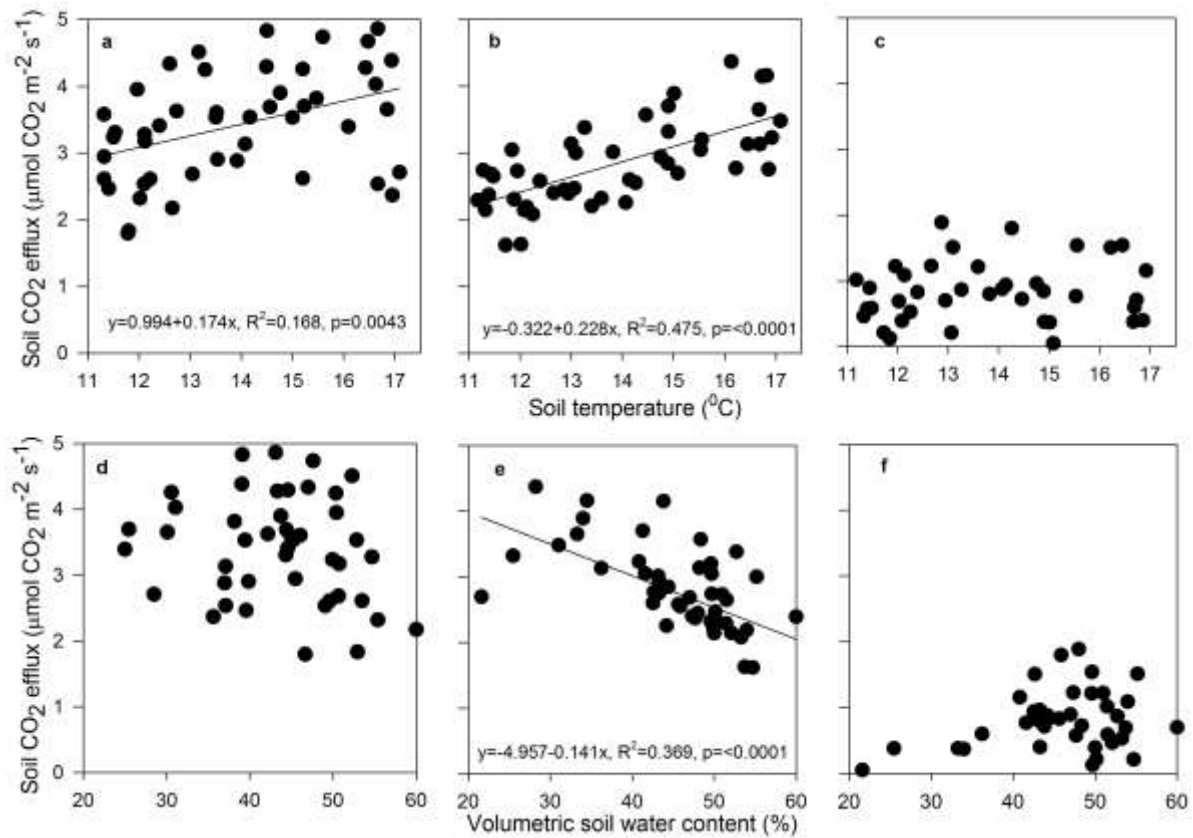 Soil CO2 efflux (μmol CO2 m-2 s-1)
5
4
3
2
1
0
a
y=0.994+0.174x, R2=0.168, p=0.0043
11 12 13 14 15 16 17
b
y=-0.322+0.228x, R2=0.475, p=<0.0001
11 12 13 14 15 16 17
c
11 12 13 14 15 16 17
Soil temperature (0C)
Soil CO2 efflux (μmol CO2 m-2 s-1)
5
4
3
2
1
0
d
20 30 40 50 60
e
y=-4.957-0.141x, R2=0.369, p=<0.0001
20 30 40 50 60
f
20 30 40 50 60
Volumetric soil water content (%)